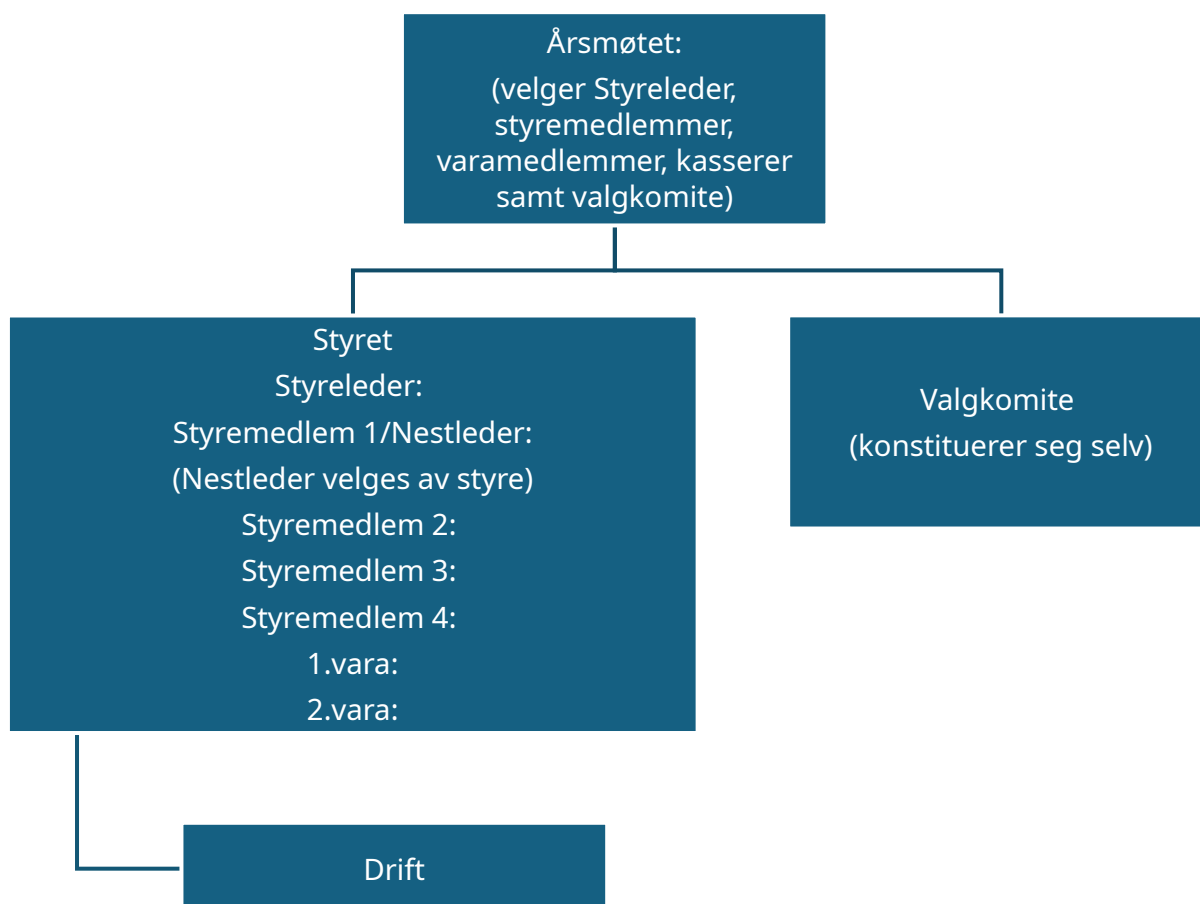 Årsmøtet:
(velger Styreleder,
styremedlemmer,
varamedlemmer, kasserer
samt valgkomite)
Styret
Styreleder:
Styremedlem 1/Nestleder:
(Nestleder velges av styre)
Styremedlem 2:
Styremedlem 3:
Styremedlem 4:
1.vara:
2.vara:
Valgkomite
(konstituerer seg selv)
Drift